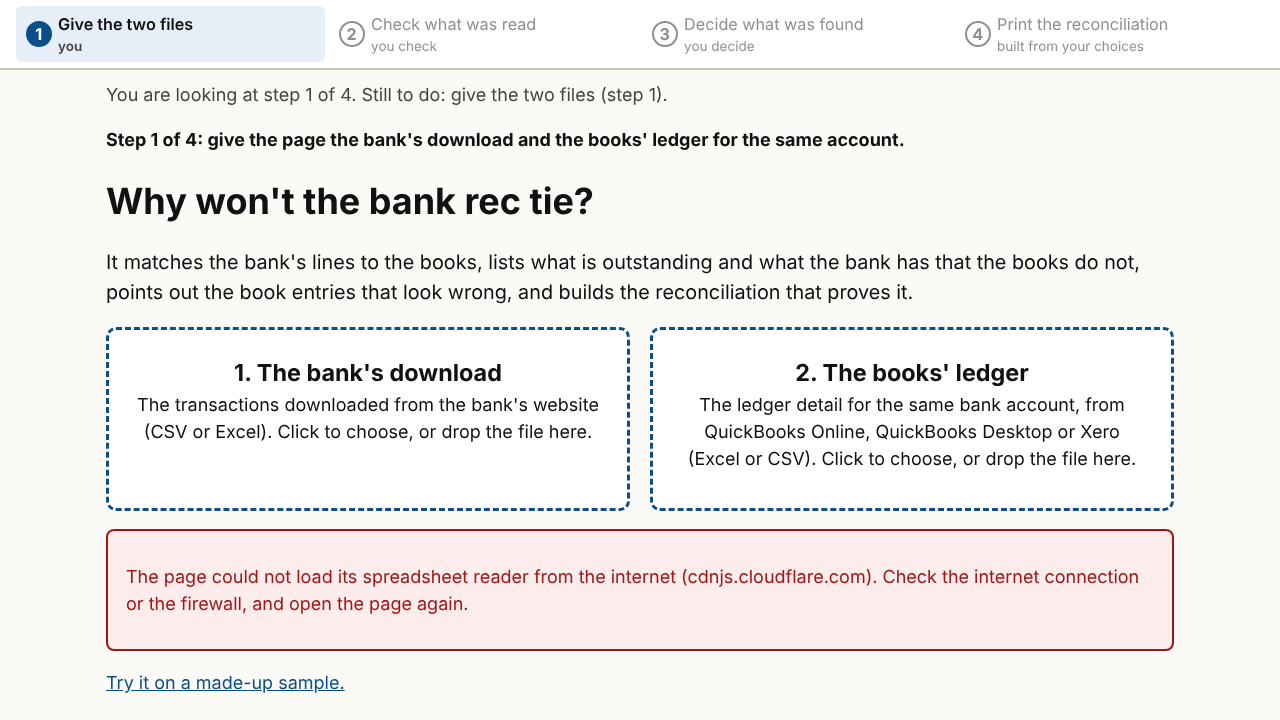 1 Give the two files
you
2 Check what was read
you check
3 Decide what was found
you decide
4 Print the reconciliation
built from your choices
You are looking at step 1 of 4. Still to do: give the two files (step 1).
Step 1 of 4: give the page the bank's download and the books' ledger for the same account.
Why won't the bank rec tie?
It matches the bank's lines to the books, lists what is outstanding and what the bank has that the books do not,
points out the book entries that look wrong, and builds the reconciliation that proves it.
1. The bank's download
The transactions downloaded from the bank's website
(CSV or Excel). Click to choose, or drop the file here.
2. The books' ledger
The ledger detail for the same bank account, from
QuickBooks Online, QuickBooks Desktop or Xero
(Excel or CSV). Click to choose, or drop the file here.
The page could not load its spreadsheet reader from the internet (cdnjs.cloudflare.com). Check the internet connection
or the firewall, and open the page again.
Try it on a made-up sample.